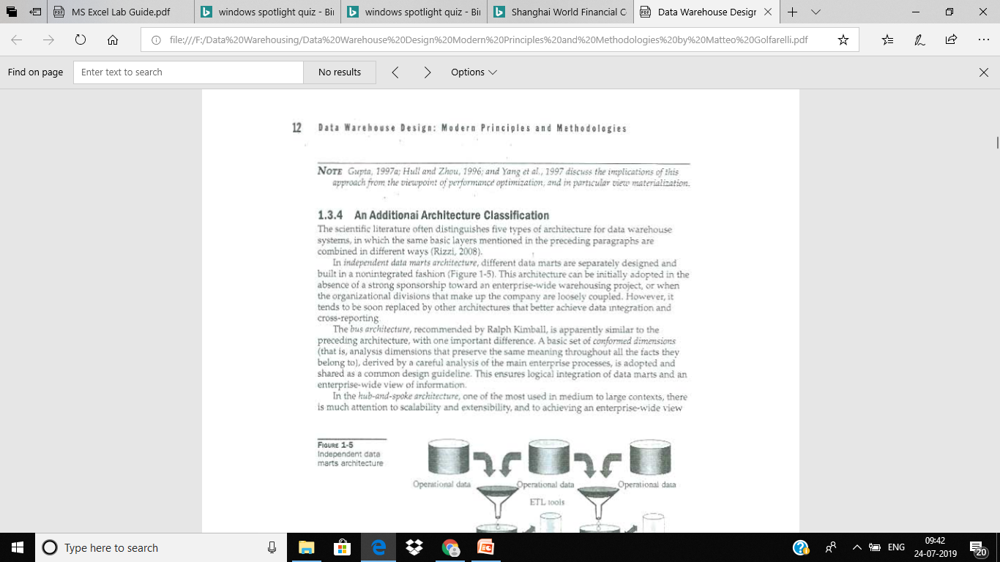 MS Excel Lab Guide.pdf
windows spotlight quiz - Bi
windows spotlight quiz - Bi
Shanghai World Financial C
Data Warehouse Design
file:///F:/Data%20Warehousing/Data%20Warehouse%20Design%20Modern%20Principles%20and%20Methodologies%20by%20Matteo%20Golfarelli.pdf
Find on page
Enter text to search
No results
Options
12 Data Warehouse Design: Modern Principles and Methodologies
NOTE Gupta, 1997a; Hull and Zhou, 1996; and Yang et al., 1997 discuss the implications of this
approach from the viewpoint of performance optimization, and in particular view materialization.
1.3.4 An Additionai Architecture Classification
The scientific literature often distinguishes five types of architecture for data warehouse
systems, in which the same basic layers mentioned in the preceding paragraphs are
combined in different ways (Rizzi, 2008).
In independent data marts architecture, different data marts are separately designed and
built in a nonintegrated fashion (Figure 1-5). This architecture can be initially adopted in the
absence of a strong sponsorship toward an enterprise-wide warehousing project, or when
the organizational divisions that make up the company are loosely coupled. However, it
tends to be soon replaced by other architectures that better achieve data integration and
cross-reporting.
The bus architecture, recommended by Ralph Kimball, is apparently similar to the
preceding architecture, with one important difference. A basic set of conformed dimensions
(that is, analysis dimensions that preserve the same meaning throughout all the facts they
belong to), derived by a careful analysis of the main enterprise processes, is adopted and
shared as a common design guideline. This ensures logical integration of data marts and an
enterprise-wide view of information.
In the hub-and-spoke architecture, one of the most used in medium to large contexts, there
is much attention to scalability and extensibility, and to achieving an enterprise-wide view
FIGURE 1-5
Independent data
marts architecture
Operational data
Operational data
Operational data
ETL tools
Type here to search
ENG
09:42
24-07-2019
20